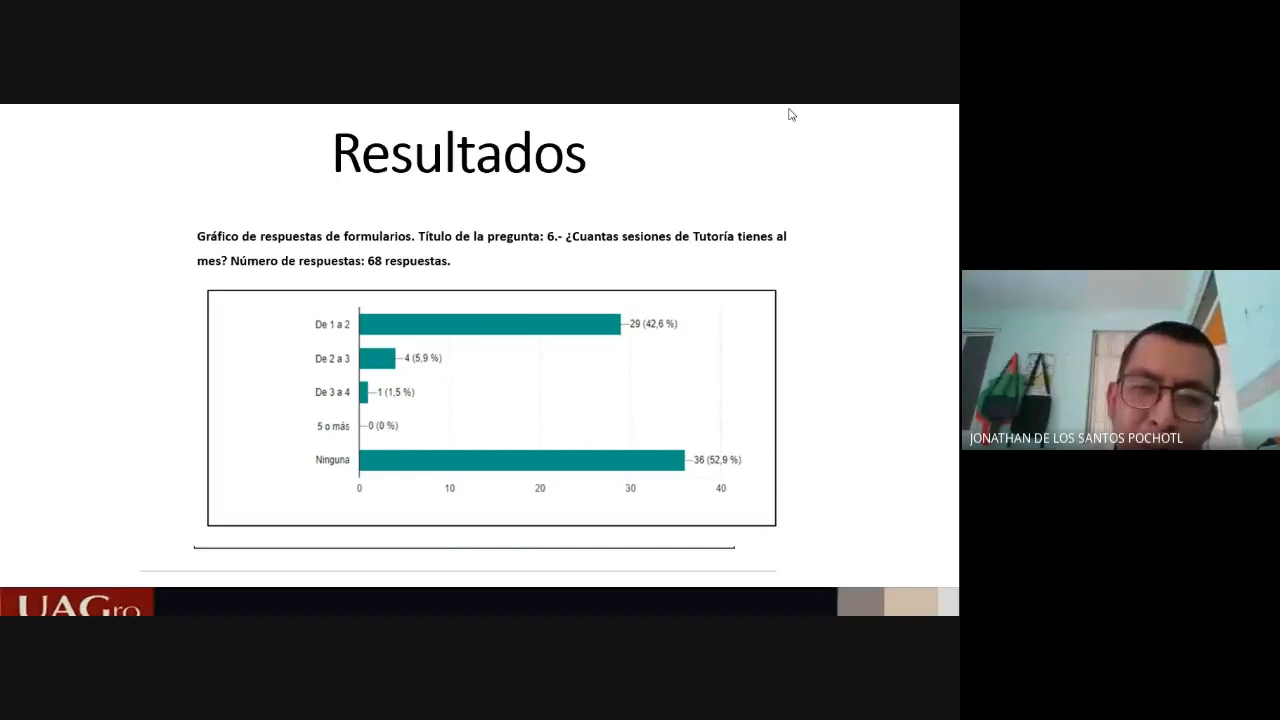 Resultados
Gráfico de respuestas de formularios. Título de la pregunta: 6.- ¿Cuantas sesiones de Tutoría tienes al
mes? Número de respuestas: 68 respuestas.
De 1 a 2
29 (42,6 %)
De 2 a 3
4 (5,9 %)
De 3 a 4
1 (1,5 %)
5 o más
0 (0 %)
Ninguna
36 (52,9 %)
0 10 20 30 40
JONATHAN DE LOS SANTOS POCHOTL
UAGro